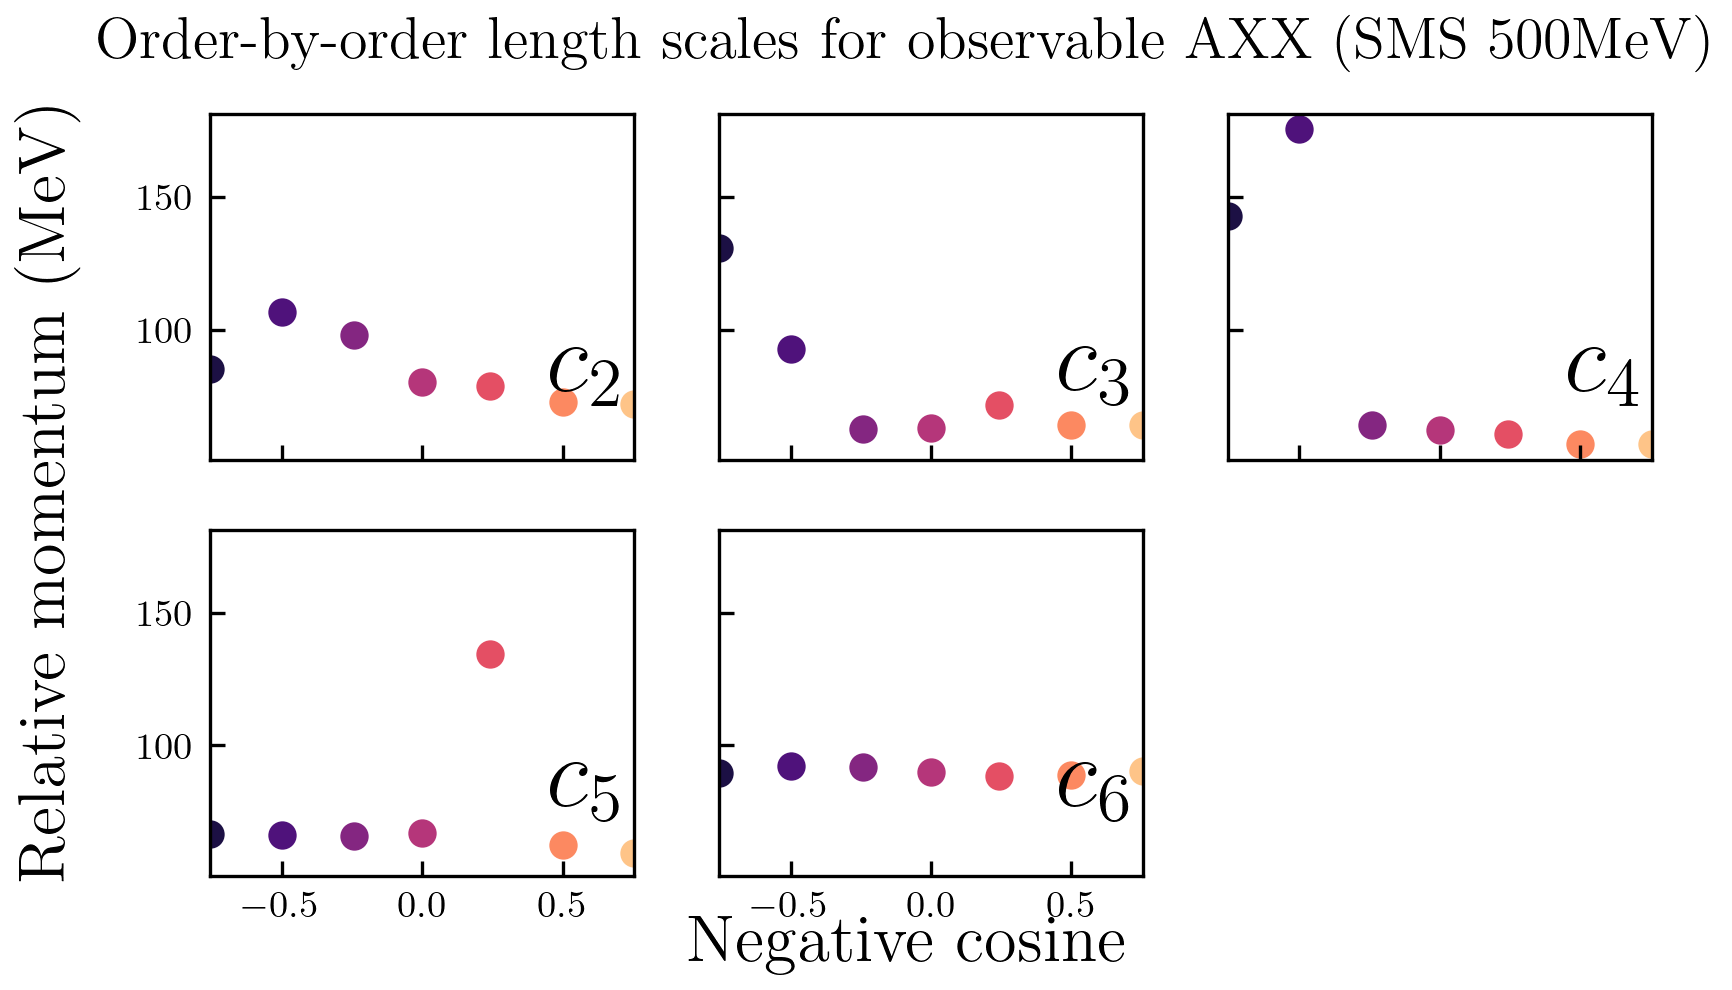 Order-by-order length scales for observable AXX (SMS 500MeV)
Relative momentum (MeV)
150
100
c2
c3
c4
150
100
c5
c6
−0.5 0.0 0.5
−0.5 0.0 0.5
Negative cosine